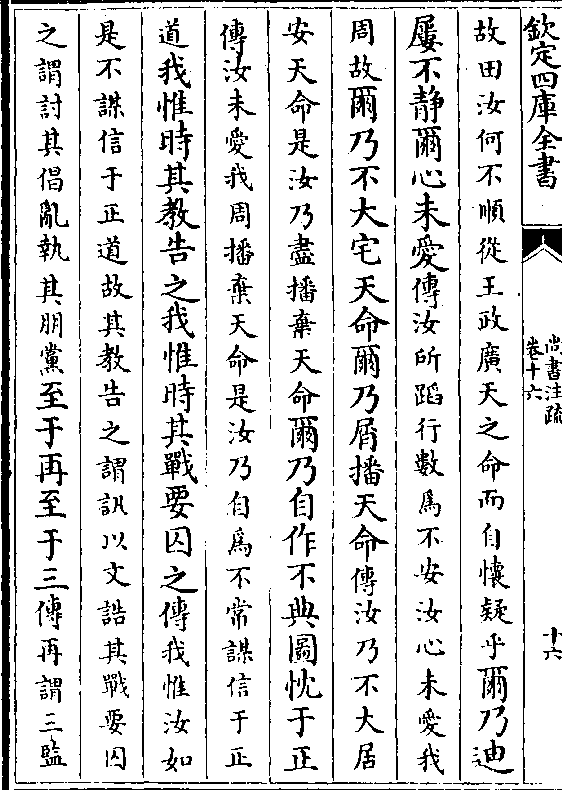 欽定四庫全書
尚書注疏
卷十六
十六
故田汝何不順從王政廣天之命而自懷疑乎爾乃迪
屢不静爾心未愛傳汝所蹈行數為不安汝心未愛我
周故爾乃不大宅天命爾乃屑播天命傳汝乃不大居
安天命是汝乃盡播棄天命爾乃自作不典圖忱于正
傳汝未愛我周播棄天命是汝乃自為不常謀信于正
道我惟時其教告之我惟時其戰要囚之傳我惟汝如
是不謀信于正道故其教告之謂訊以文誥其戰要囚
之謂討其倡亂執其朋黨至于再至于三傳再謂三監